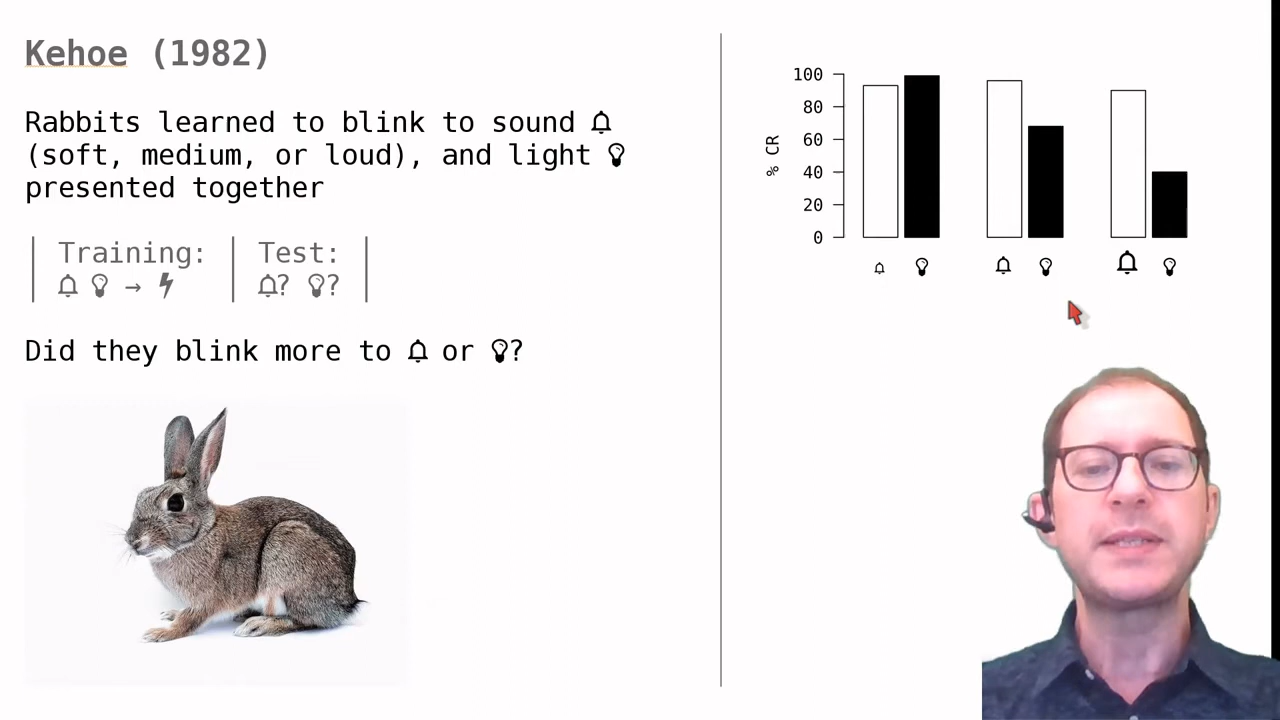 Kehoe (1982)
Rabbits learned to blink to sound 🔔
(soft, medium, or loud), and light 💡
presented together
Training:
🔔 💡 → ⚡
Test:
🔔? 💡?
Did they blink more to 🔔 or 💡?
100
80
60
40
20
0
% CR